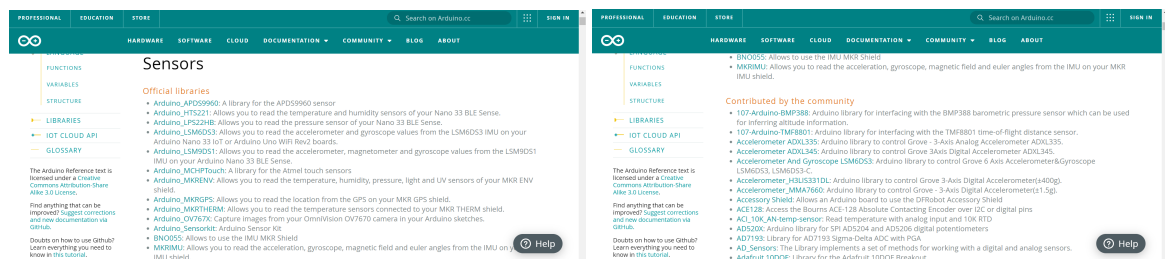 PROFESSIONAL EDUCATION STORE
Search on Arduino.cc
SIGN IN
HARDWARE SOFTWARE CLOUD DOCUMENTATION COMMUNITY BLOG ABOUT
LANGUAGE
FUNCTIONS
VARIABLES
STRUCTURE
LIBRARIES
IOT CLOUD API
GLOSSARY
The Arduino Reference text is
licensed under a Creative
Commons Attribution-Share
Alike 3.0 License.
Find anything that can be
improved? Suggest corrections
and new documentation via
GitHub.
Doubts on how to use Github?
Learn everything you need to
know in this tutorial.
Sensors
Official libraries
• Arduino_APDS9960: A library for the APDS9960 sensor
• Arduino_HTS221: Allows you to read the temperature and humidity sensors of your Nano 33 BLE Sense.
• Arduino_LPS22HB: Allows you to read the pressure sensor of your Nano 33 BLE Sense.
• Arduino_LSM6DS3: Allows you to read the accelerometer and gyroscope values from the LSM6DS3 IMU on your
Arduino Nano 33 IoT or Arduino Uno WiFi Rev2 boards.
• Arduino_LSM9DS1: Allows you to read the accelerometer, magnetometer and gyroscope values from the LSM9DS1
IMU on your Arduino Nano 33 BLE Sense.
• Arduino_MCHPTouch: A library for the Atmel touch sensors
• Arduino_MKRENV: Allows you to read the temperature, humidity, pressure, light and UV sensors of your MKR ENV
shield.
• Arduino_MKRGPS: Allows you to read the location from the GPS on your MKR GPS shield.
• Arduino_MKRTHERM: Allows you to read the temperature sensors connected to your MKR THERM shield.
• Arduino_OV767X: Capture images from your OmniVision OV7670 camera in your Arduino sketches.
• Arduino_Sensorkit: Arduino Sensor Kit
• BNO055: Allows to use the IMU MKR Shield
• MKRIMU: Allows you to read the acceleration, gyroscope, magnetic field and euler angles from the IMU on y
IMU shield.
Help
PROFESSIONAL EDUCATION STORE
Search on Arduino.cc
SIGN IN
HARDWARE SOFTWARE CLOUD DOCUMENTATION COMMUNITY BLOG ABOUT
FUNCTIONS
VARIABLES
STRUCTURE
LIBRARIES
IOT CLOUD API
GLOSSARY
The Arduino Reference text is
licensed under a Creative
Commons Attribution-Share
Alike 3.0 License.
Find anything that can be
improved? Suggest corrections
and new documentation via
GitHub.
Doubts on how to use Github?
Learn everything you need to
know in this tutorial.
• BNO055: Allows to use the IMU MKR Shield
• MKRIMU: Allows you to read the acceleration, gyroscope, magnetic field and euler angles from the IMU on your MKR
IMU shield.
Contributed by the community
• 107-Arduino-BMP388: Arduino library for interfacing with the BMP388 barometric pressure sensor which can be used
for inferring altitude information.
• 107-Arduino-TMF8801: Arduino library for interfacing with the TMF8801 time-of-flight distance sensor.
• Accelerometer ADXL335: Arduino library to control Grove - 3-Axis Analog Accelerometer ADXL335.
• Accelerometer ADXL345: Arduino library to control Grove 3Axis Digital Accelerometer ADXL345.
• Accelerometer And Gyroscope LSM6DS3: Arduino library to control Grove 6 Axis Accelerometer&Gyroscope
LSM6DS3, LSM6DS3-C.
• Accelerometer_H3LIS331DL: Arduino library to control Grove 3-Axis Digital Accelerometer(±400g).
• Accelerometer_MMA7660: Arduino library to control Grove - 3-Axis Digital Accelerometer(±1.5g).
• Accessory Shield: Allows an Arduino board to use the DFRobot Accessory Shield
• ACE128: Access the Bourns ACE-128 Absolute Contacting Encoder over I2C or digital pins
• ACI_10K_AN-temp-sensor: Read temperature with analog input and 10K RTD
• AD520X: Arduino library for SPI AD5204 and AD5206 digital potentiometers
• AD7193: Library for AD7193 Sigma-Delta ADC with PGA
• AD_Sensors: The Library implements a set of methods for working with a digital and analog sensors.
• Adafruit 10DOF: Library for the Adafruit 10DOF Breakout
Help